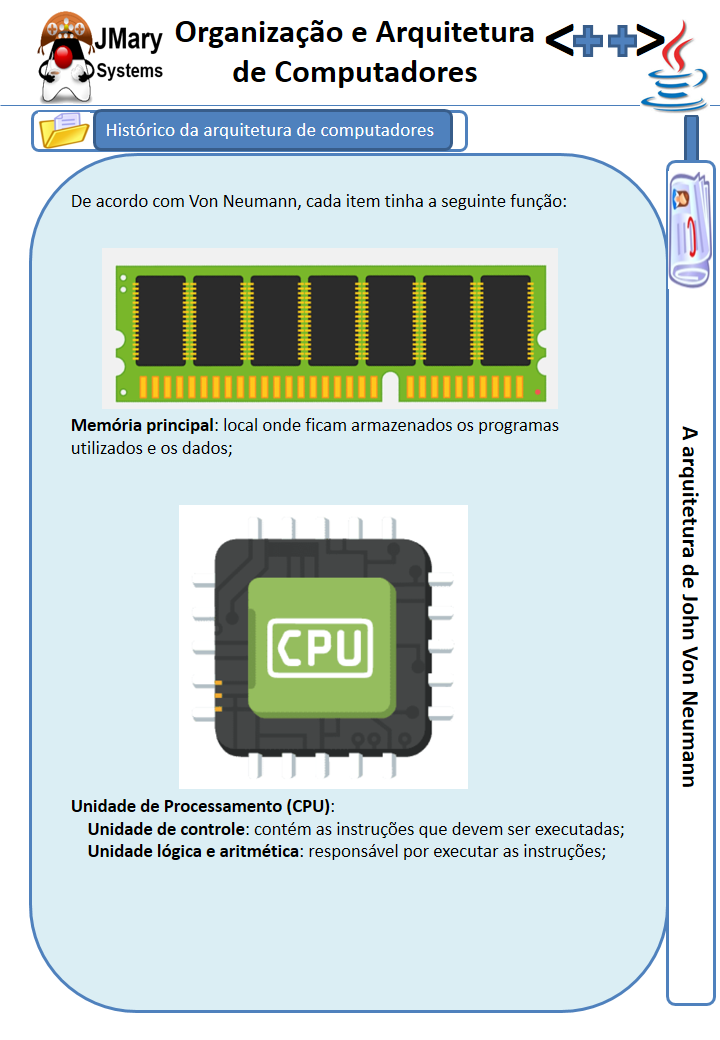 JMary
Systems
Organização e Arquitetura
de Computadores
<++>
Histórico da arquitetura de computadores
De acordo com Von Neumann, cada item tinha a seguinte função:
Memória principal: local onde ficam armazenados os programas
utilizados e os dados;
CPU
Unidade de Processamento (CPU):
Unidade de controle: contém as instruções que devem ser executadas;
Unidade lógica e aritmética: responsável por executar as instruções;
A arquitetura de John Von Neumann